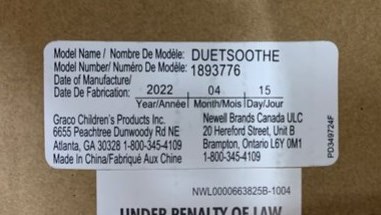 Model Name / Nombre De Modèle: DUETSOOTHE
Model Number/ Numéro De Modèle: 1893776
Date of Manufacture/
Date De Fabrication: 2022 04 15
Year/Année Month/Mois Day/Jour
Graco Children's Products Inc.
6655 Peachtree Dunwoody Rd NE
Atlanta, GA 30328 1-800-345-4109
Made In China/Fabriqué Aux Chine
Newell Brands Canada ULC
20 Hereford Street, Unit B
Brampton, Ontario L6Y 0M1
1-800-345-4109
PD349724F
NWL0000663825B-1004
UNDER PENALTY OF LAW